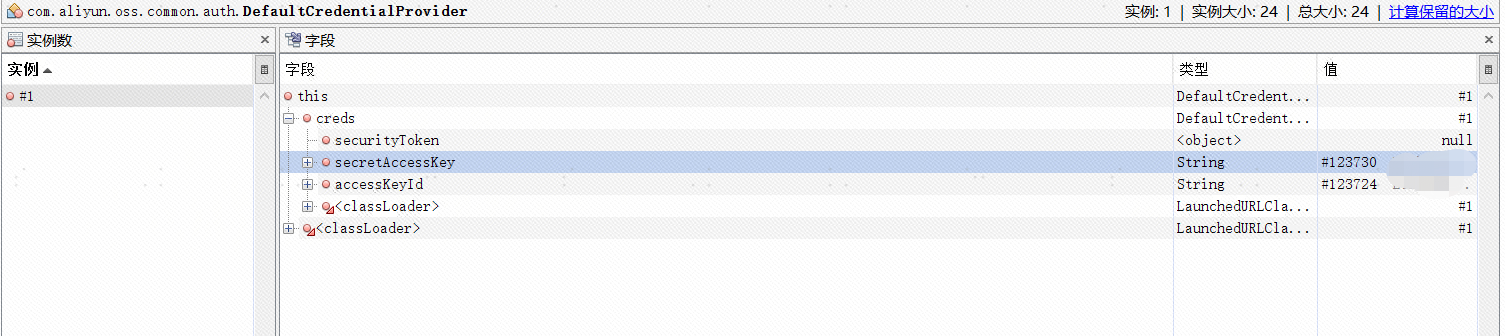 com.aliyun.oss.common.auth.DefaultCredentialProvider 实例: 1 | 实例大小: 24 | 总大小: 24 | 计算保留的大小
实例数 × 字段 ×
实例 字段 类型 值
#1 this DefaultCredent... #1
creds DefaultCredent... #1
securityToken <object> null
secretAccessKey String #123730
accessKeyId String #123724
<classLoader> LaunchedURLCla... #1
<classLoader> LaunchedURLCla... #1